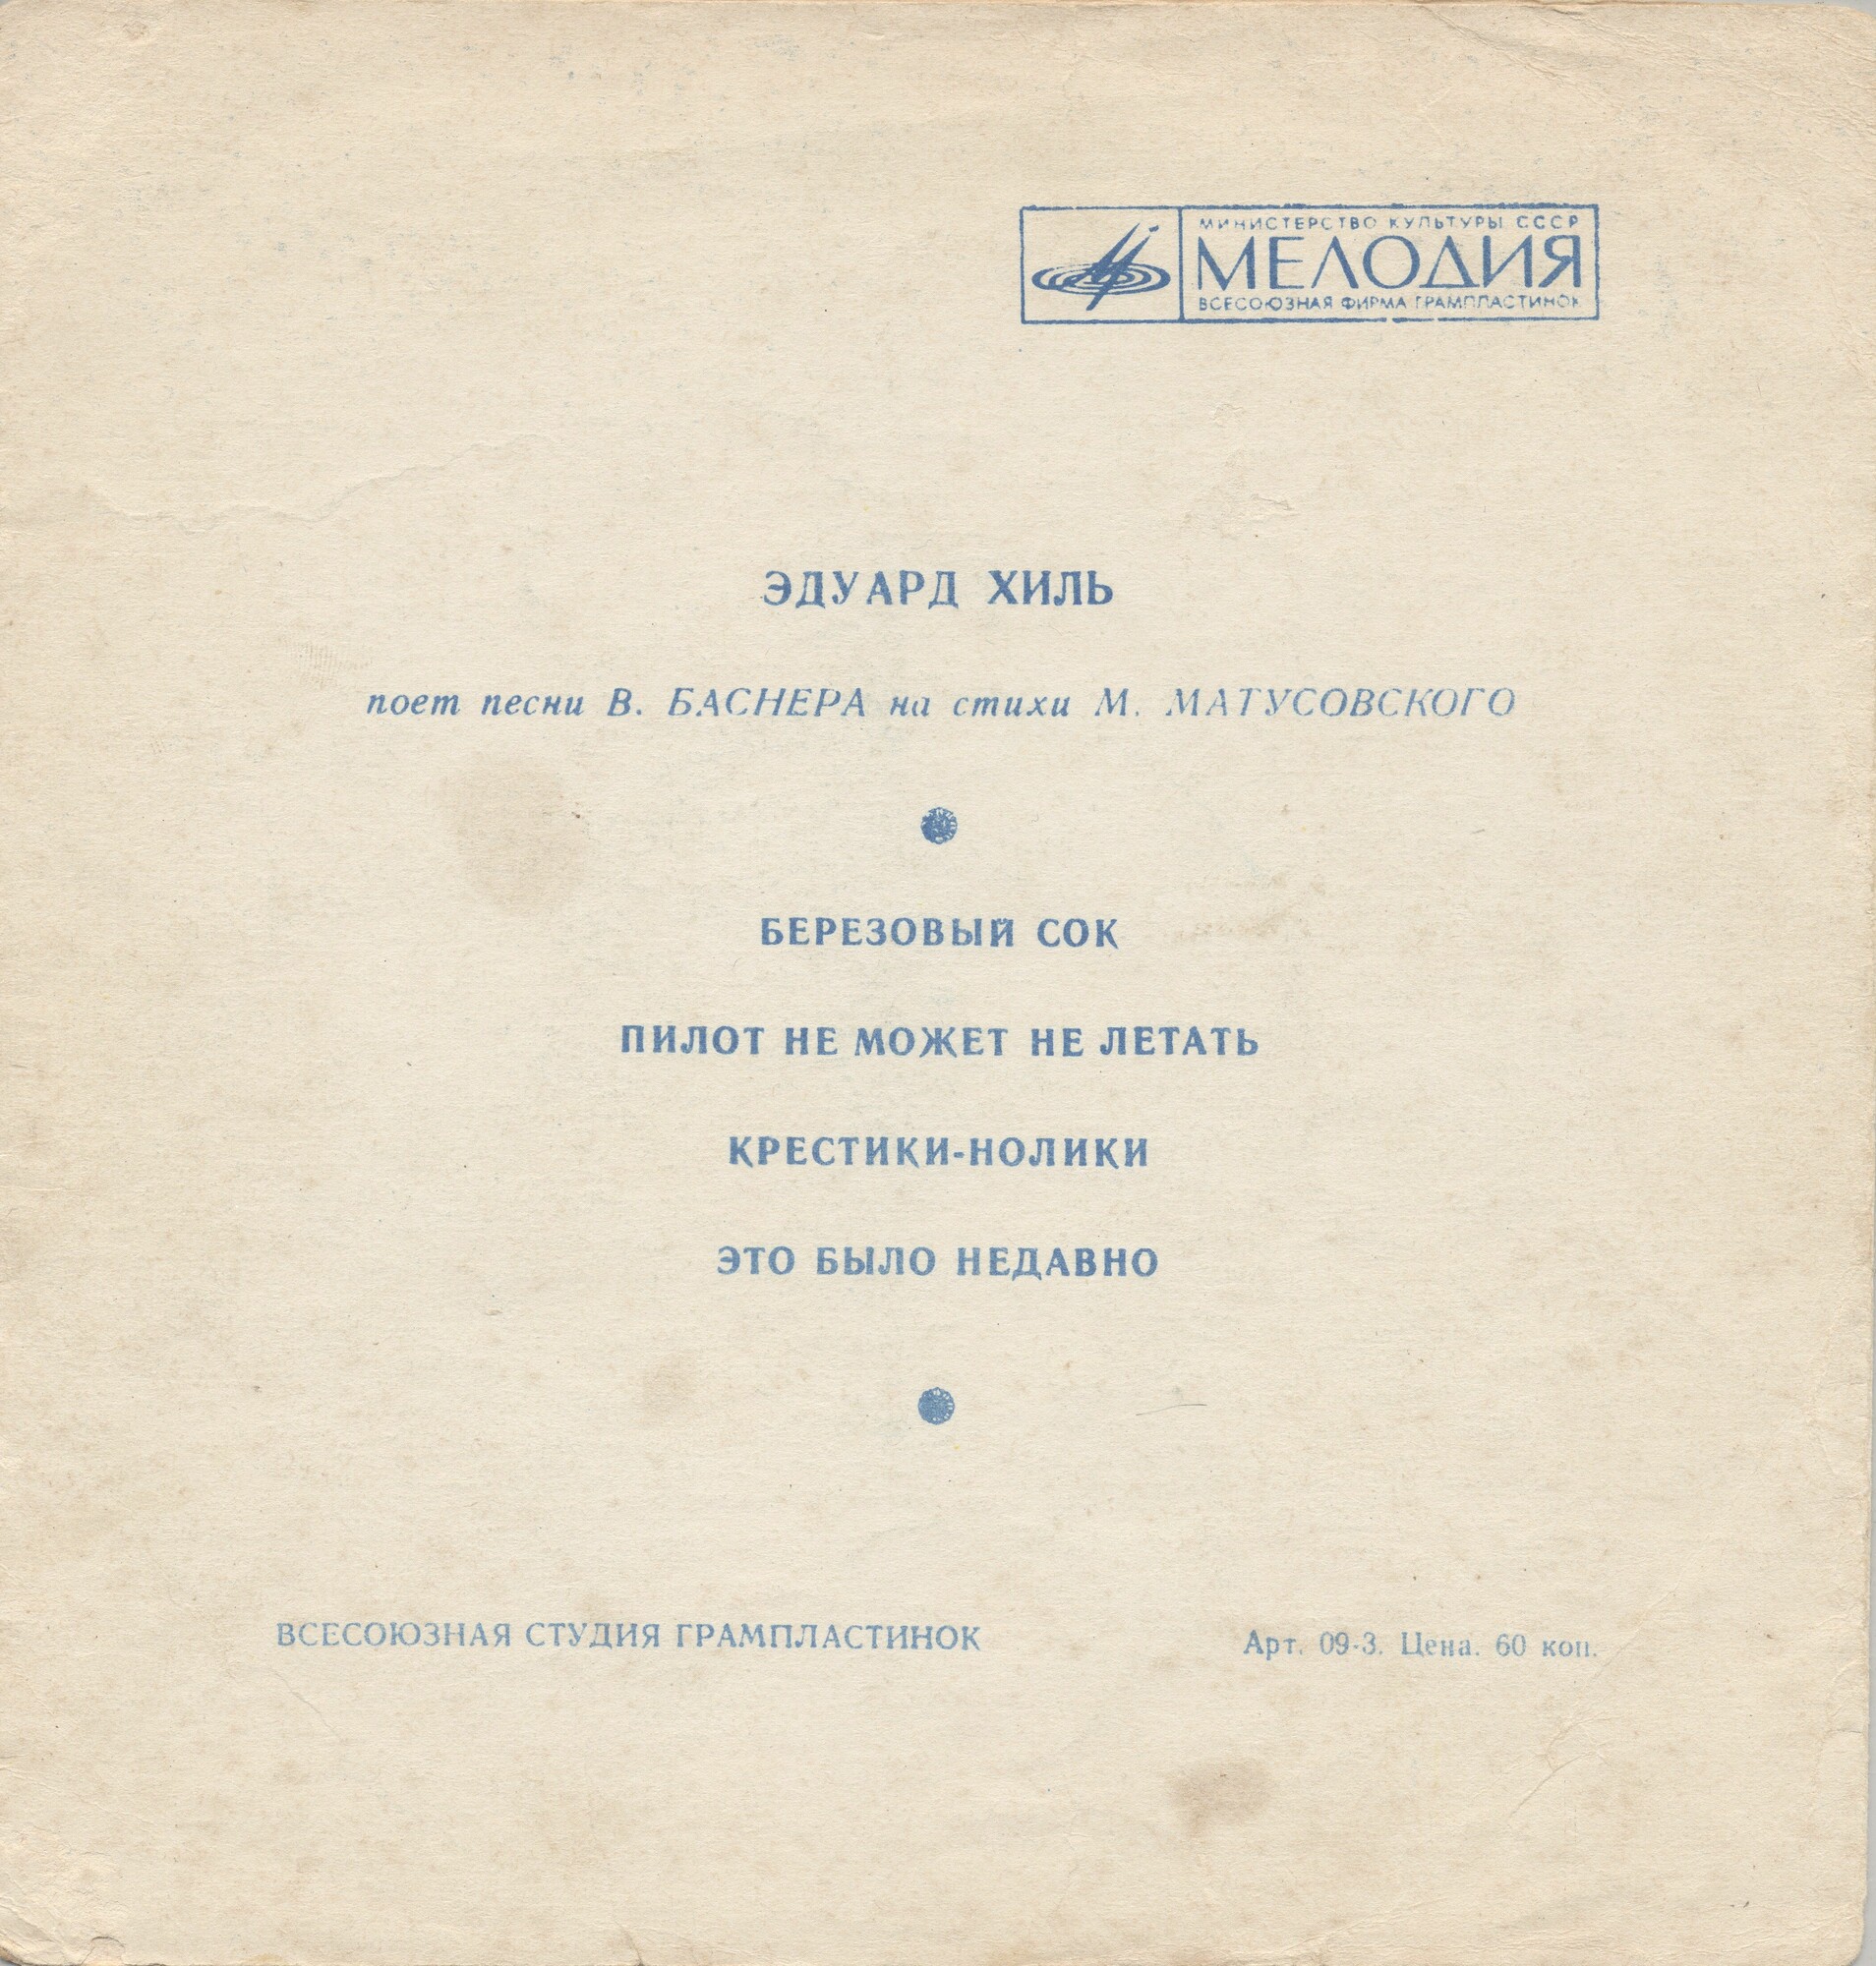 МИНИСТЕРСТВО КУЛЬТУРЫ СССР
МЕЛОДИЯ
ВСЕСОЮЗНАЯ ФИРМА ГРАМПЛАСТИНОК
ЭДУАРД ХИЛЬ
поет песни В. БАСНЕРА на стихи М. МАТУСОВСКОГО
БЕРЕЗОВЫЙ СОК
ПИЛОТ НЕ МОЖЕТ НЕ ЛЕТАТЬ
КРЕСТИКИ-НОЛИКИ
ЭТО БЫЛО НЕДАВНО
ВСЕСОЮЗНАЯ СТУДИЯ ГРАМПЛАСТИНОК
Арт. 09-3. Цена. 60 коп.